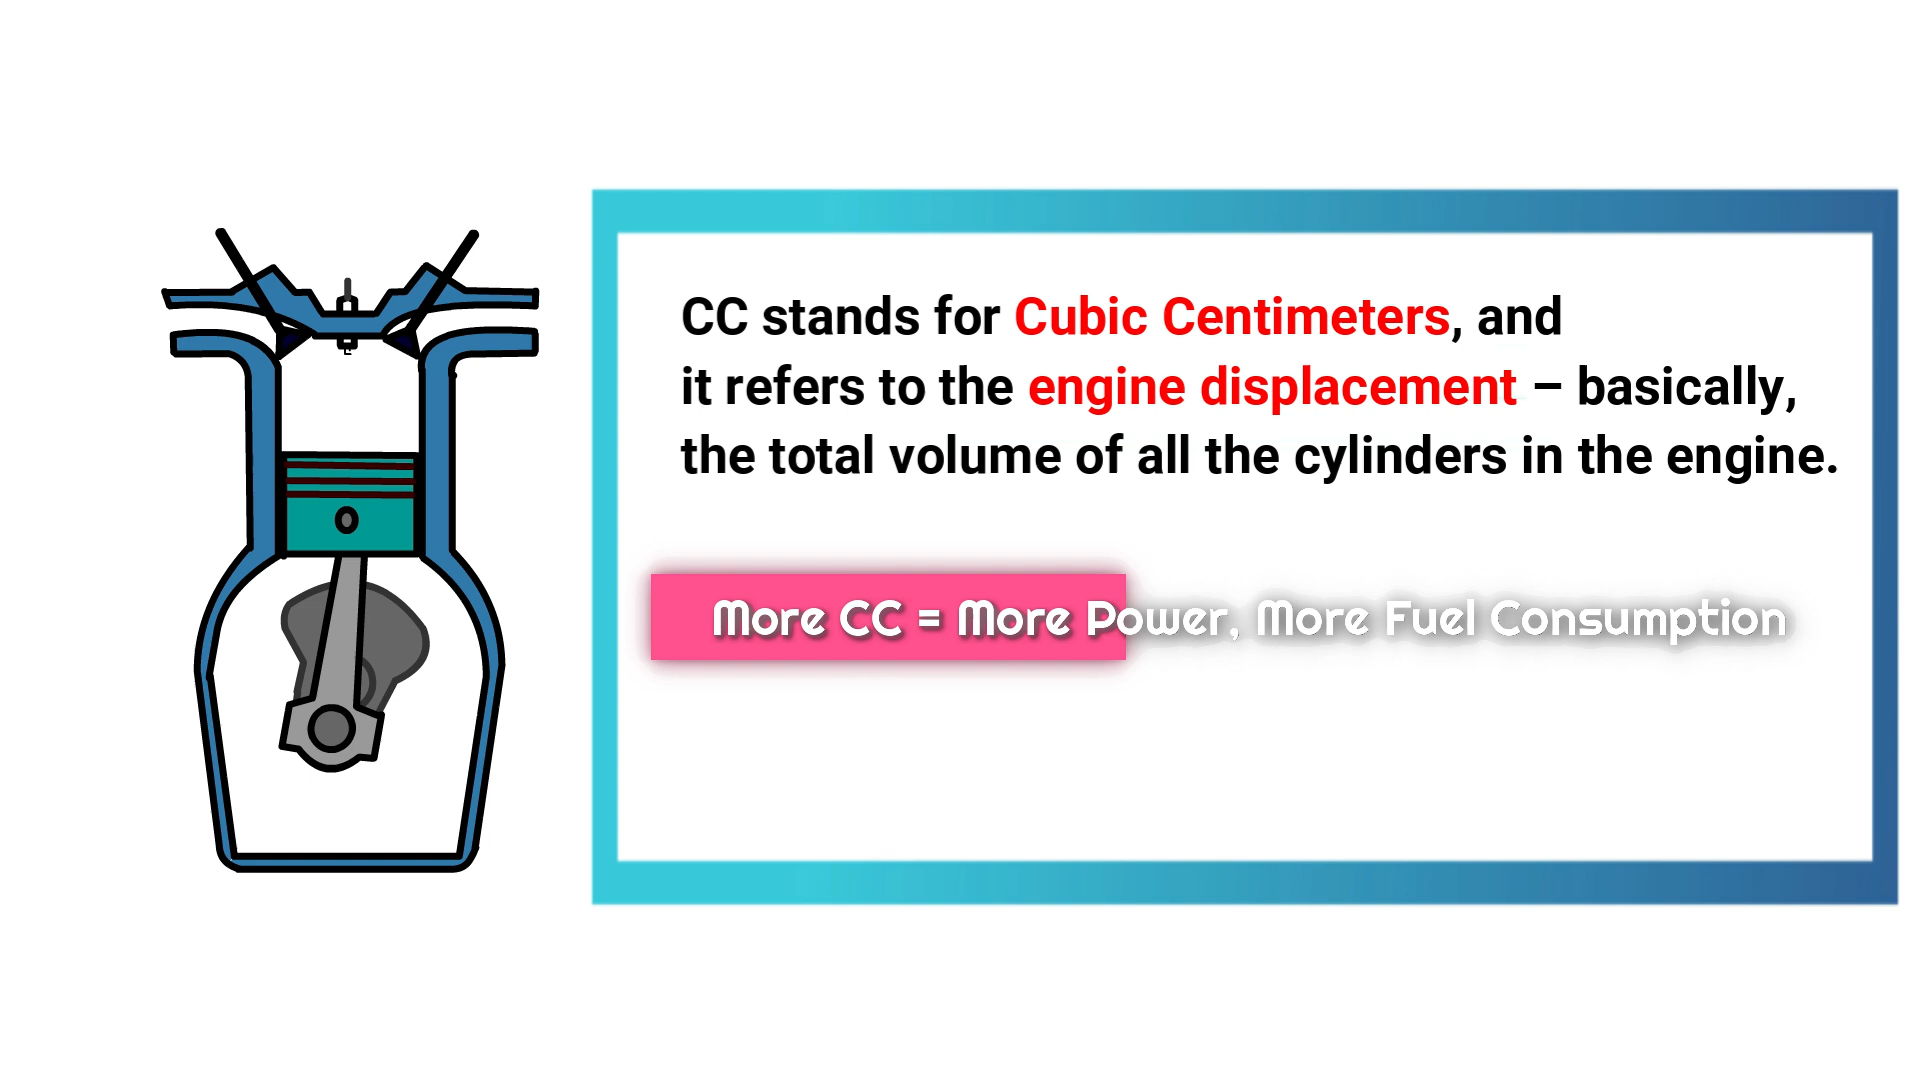 CC stands for Cubic Centimeters, and
it refers to the engine displacement – basically,
the total volume of all the cylinders in the engine.
More CC = More Power, More Fuel Consumption